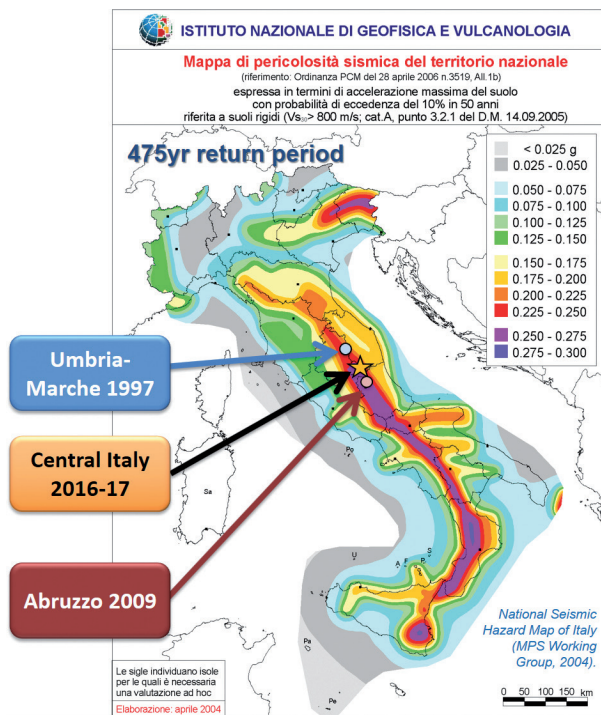 ISTITUTO NAZIONALE DI GEOFISICA E VULCANOLOGIA
Mappa di pericolosità sismica del territorio nazionale
(riferimento: Ordinanza PCM del 28 aprile 2006 n.3519, All.1b)
espressa in termini di accelerazione massima del suolo
con probabilità di eccedenza del 10% in 50 anni
riferita a suoli rigidi (Vs₃₀> 800 m/s; cat.A, punto 3.2.1 del D.M. 14.09.2005)
475yr return period
< 0.025 g
0.025 - 0.050
0.050 - 0.075
0.075 - 0.100
0.100 - 0.125
0.125 - 0.150
0.150 - 0.175
0.175 - 0.200
0.200 - 0.225
0.225 - 0.250
0.250 - 0.275
0.275 - 0.300
Umbria-
Marche 1997
Central Italy
2016-17
Abruzzo 2009
Po
Sa
U
A
F
P
S
Pa
Pe
National Seismic
Hazard Map of Italy
(MPS Working
Group, 2004).
Le sigle individuano isole
per le quali è necessaria
una valutazione ad hoc
Elaborazione: aprile 2004
km
0 50 100 150